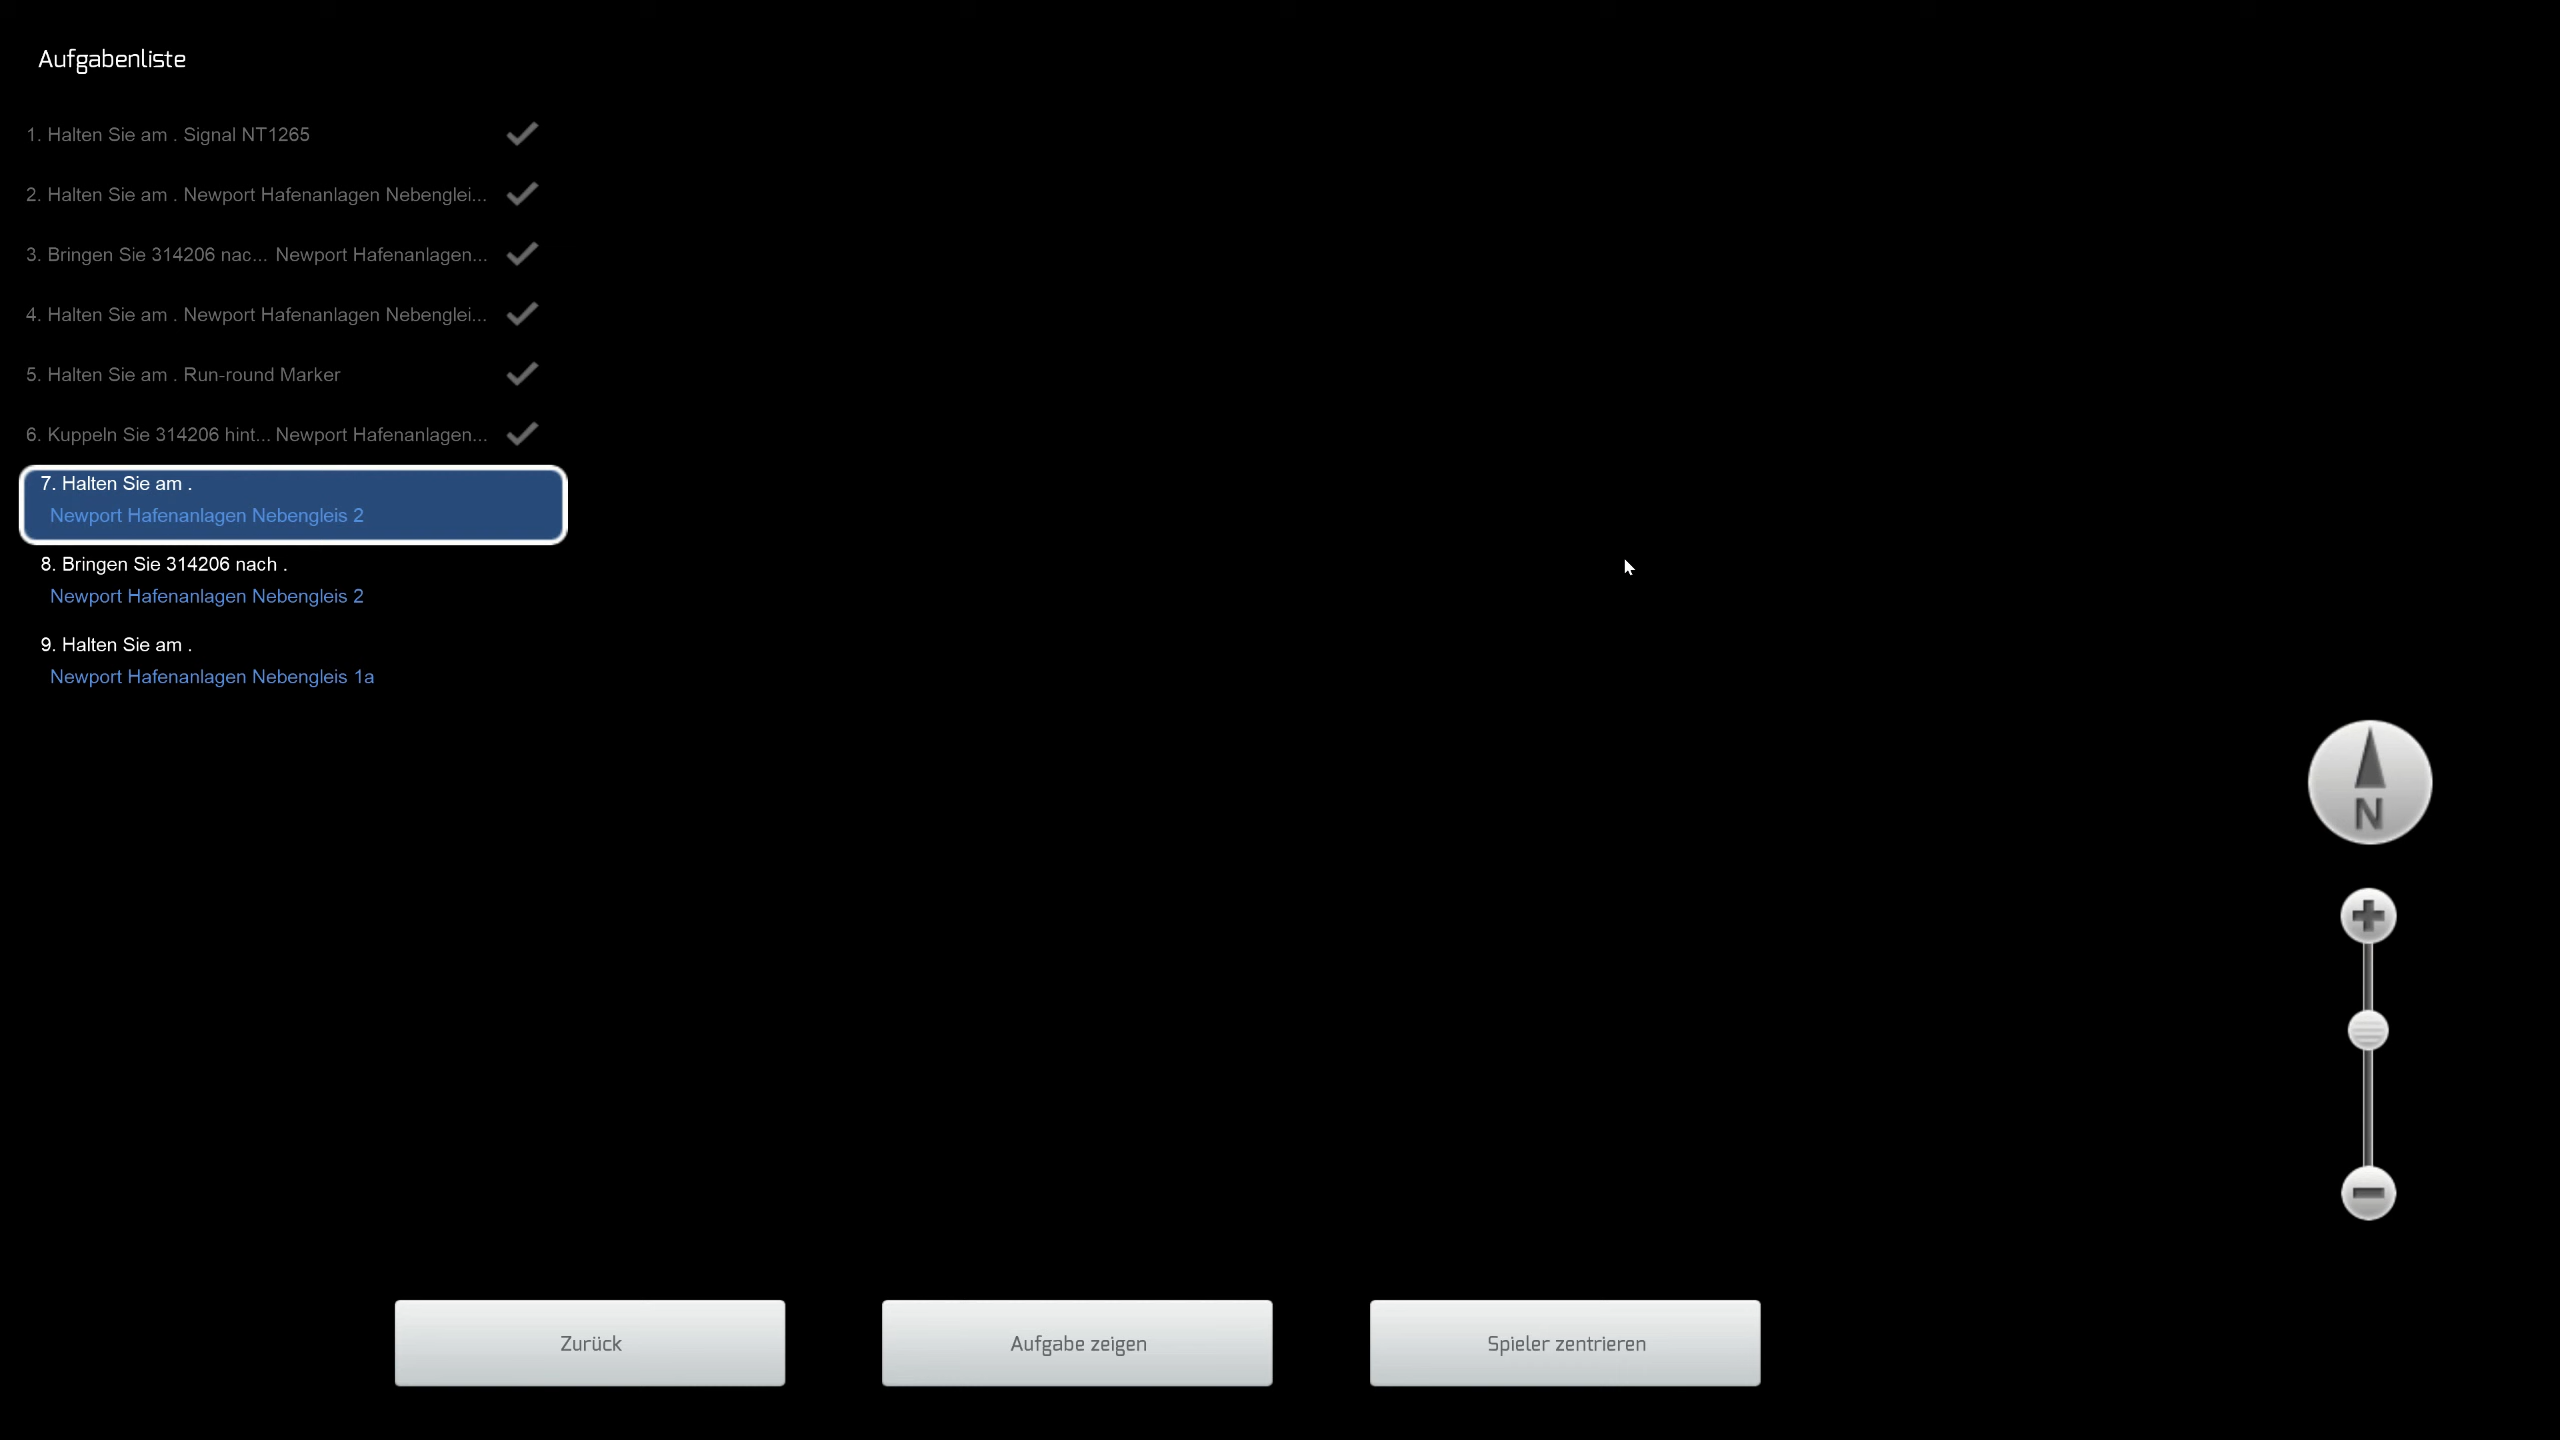 Aufgabenliste
1. Halten Sie am . Signal NT1265
2. Halten Sie am . Newport Hafenanlagen Nebenglei...
3. Bringen Sie 314206 nac... Newport Hafenanlagen...
4. Halten Sie am . Newport Hafenanlagen Nebenglei...
5. Halten Sie am . Run-round Marker
6. Kuppeln Sie 314206 hint... Newport Hafenanlagen...
7. Halten Sie am .
Newport Hafenanlagen Nebengleis 2
8. Bringen Sie 314206 nach .
Newport Hafenanlagen Nebengleis 2
9. Halten Sie am .
Newport Hafenanlagen Nebengleis 1a
N
Zurück
Aufgabe zeigen
Spieler zentrieren